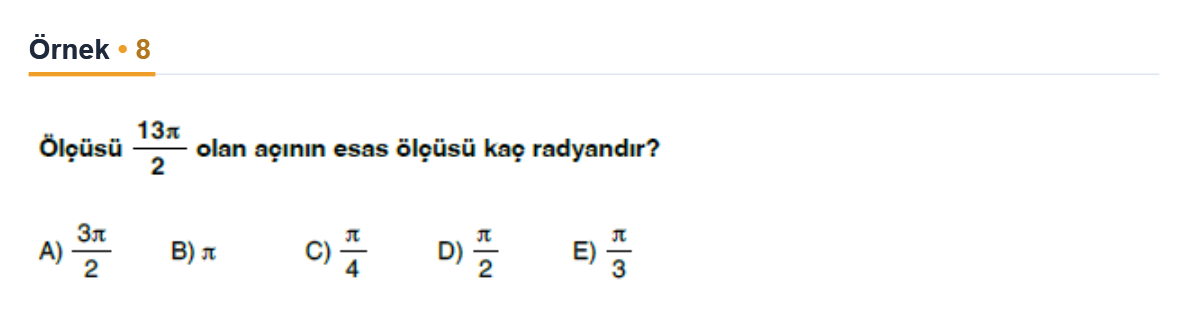 Örnek • 8
Ölçüsü 13π/2 olan açının esas ölçüsü kaç radyandır?
A) 3π/2 B) π C) π/4 D) π/2 E) π/3